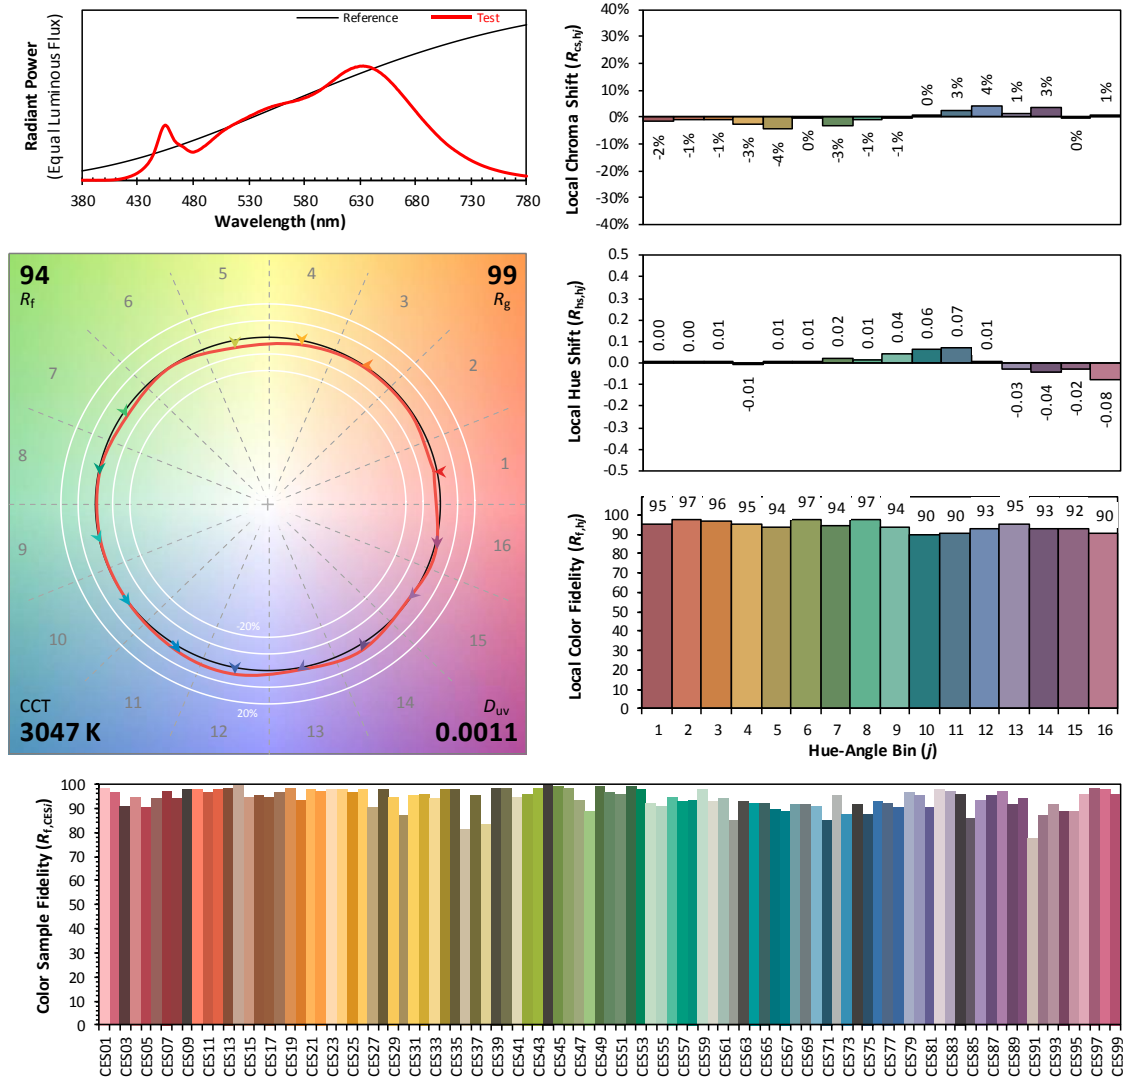 Radiant Power
(Equal Luminous Flux)
Reference
Test
380 430 480 530 580 630 680 730 780
Wavelength (nm)
Local Chroma Shift (Rcs,hj)
40%
30%
20%
10%
0%
-10%
-20%
-30%
-40%
-2% -1% -1% -3% -4% 0% -3% -1% -1% 0% 3% 4% 1% 3% 0% 1%
94
Rf
99
Rg
5 4
6 3
7 2
8 1
9 16
10 15
11 14
12 13
-20%
20%
CCT
3047 K
Duv
0.0011
Local Hue Shift (Rhs,hj)
0.5
0.4
0.3
0.2
0.1
0.0
-0.1
-0.2
-0.3
-0.4
-0.5
0.00 0.00 0.01 -0.01 0.01 0.01 0.02 0.01 0.04 0.06 0.07 0.01 -0.03 -0.04 -0.02 -0.08
Local Color Fidelity (Rf,hj)
100
90
80
70
60
50
40
30
20
10
0
95 97 96 95 94 97 94 97 94 90 90 93 95 93 92 90
1 2 3 4 5 6 7 8 9 10 11 12 13 14 15 16
Hue-Angle Bin (j)
Color Sample Fidelity (Rf,CESi)
100
90
80
70
60
50
40
30
20
10
0
CES01 CES03 CES05 CES07 CES09 CES11 CES13 CES15 CES17 CES19 CES21 CES23 CES25 CES27 CES29 CES31 CES33 CES35 CES37 CES39 CES41 CES43 CES45 CES47 CES49 CES51 CES53 CES55 CES57 CES59 CES61 CES63 CES65 CES67 CES69 CES71 CES73 CES75 CES77 CES79 CES81 CES83 CES85 CES87 CES89 CES91 CES93 CES95 CES97 CES99